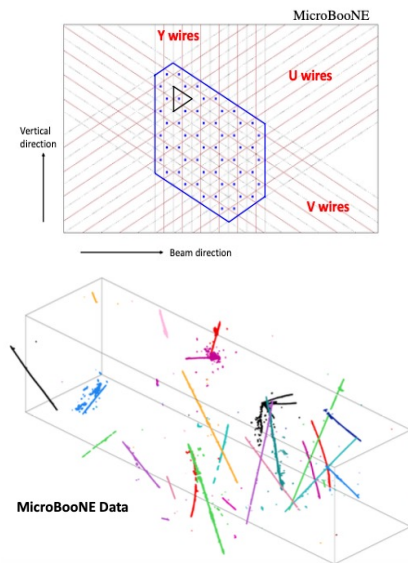 MicroBooNE
Y wires
U wires
Vertical
direction
V wires
Beam direction
MicroBooNE Data